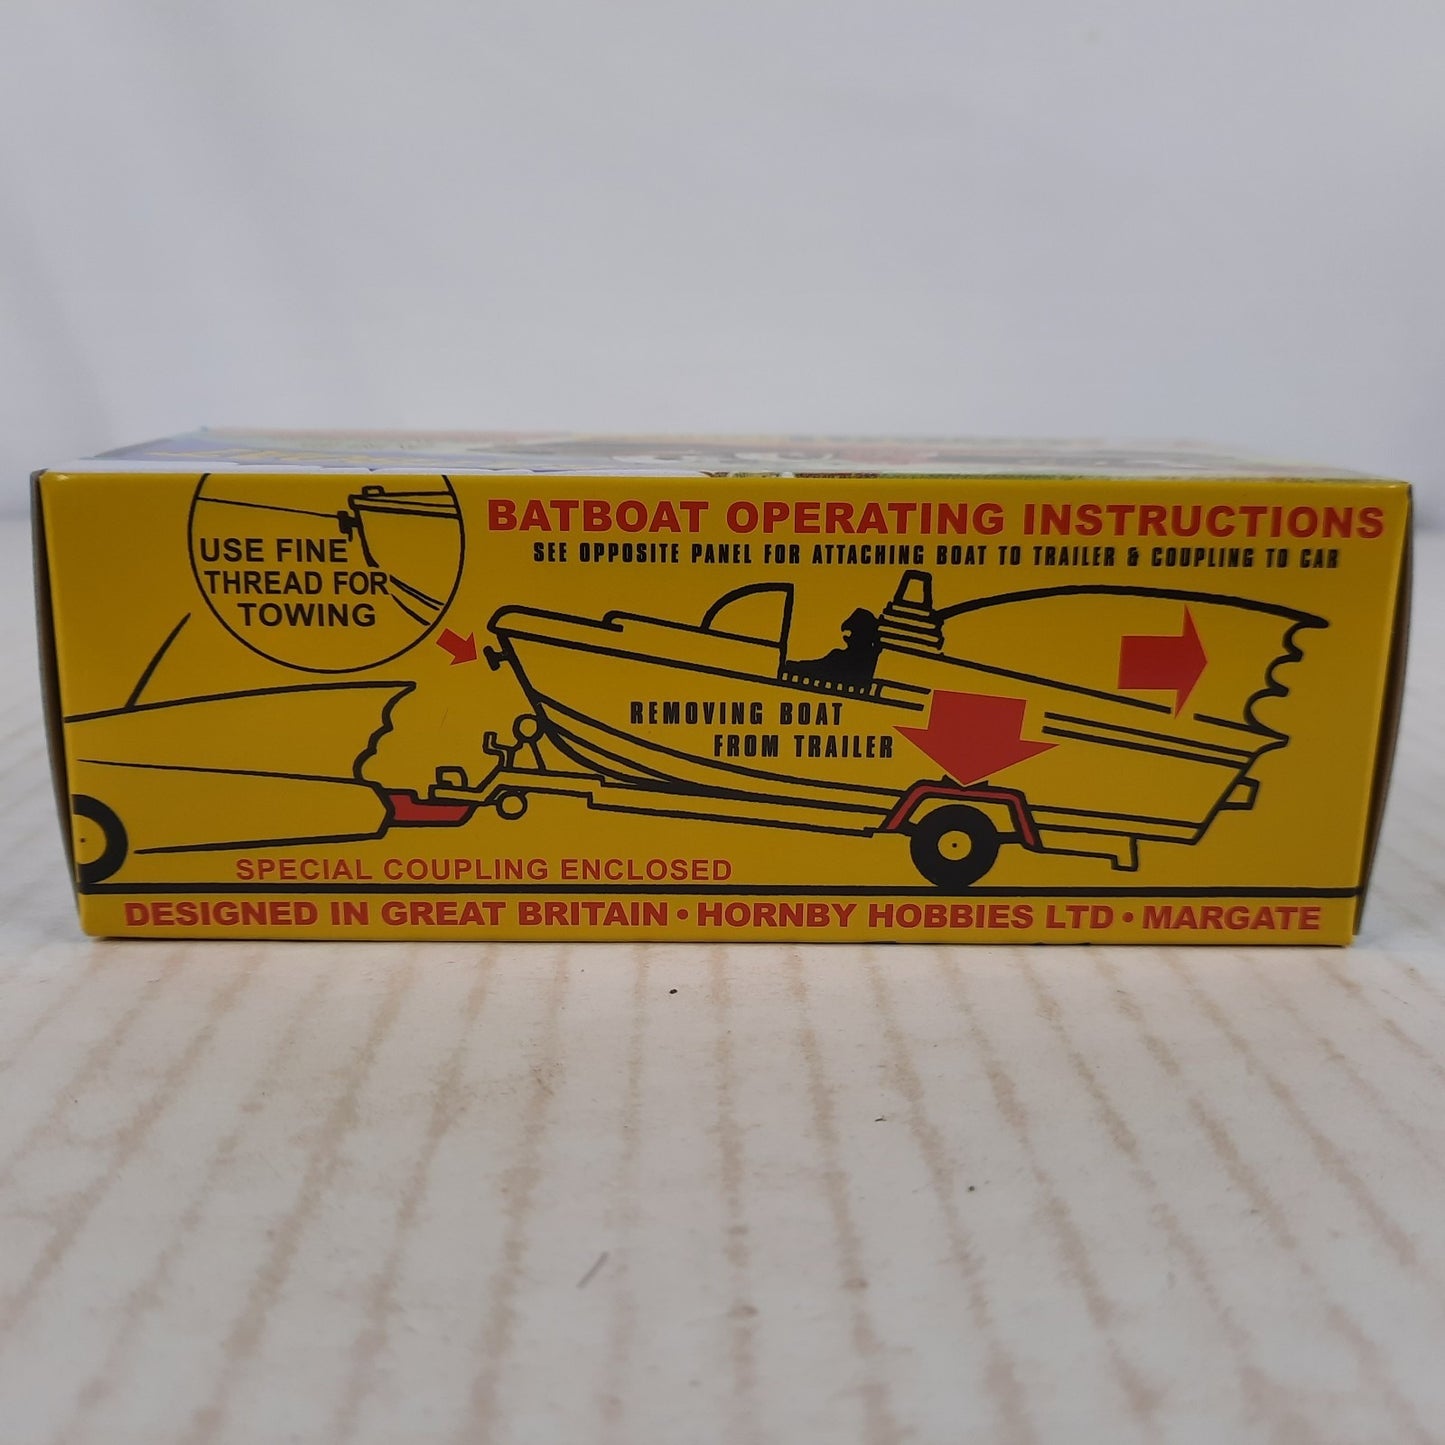 BATBOAT OPERATING INSTRUCTIONS
SEE OPPOSITE PANEL FOR ATTACHING BOAT TO TRAILER & COUPLING TO CAR
USE FINE
THREAD FOR
TOWING
REMOVING BOAT
FROM TRAILER
SPECIAL COUPLING ENCLOSED
DESIGNED IN GREAT BRITAIN • HORNBY HOBBIES LTD • MARGATE